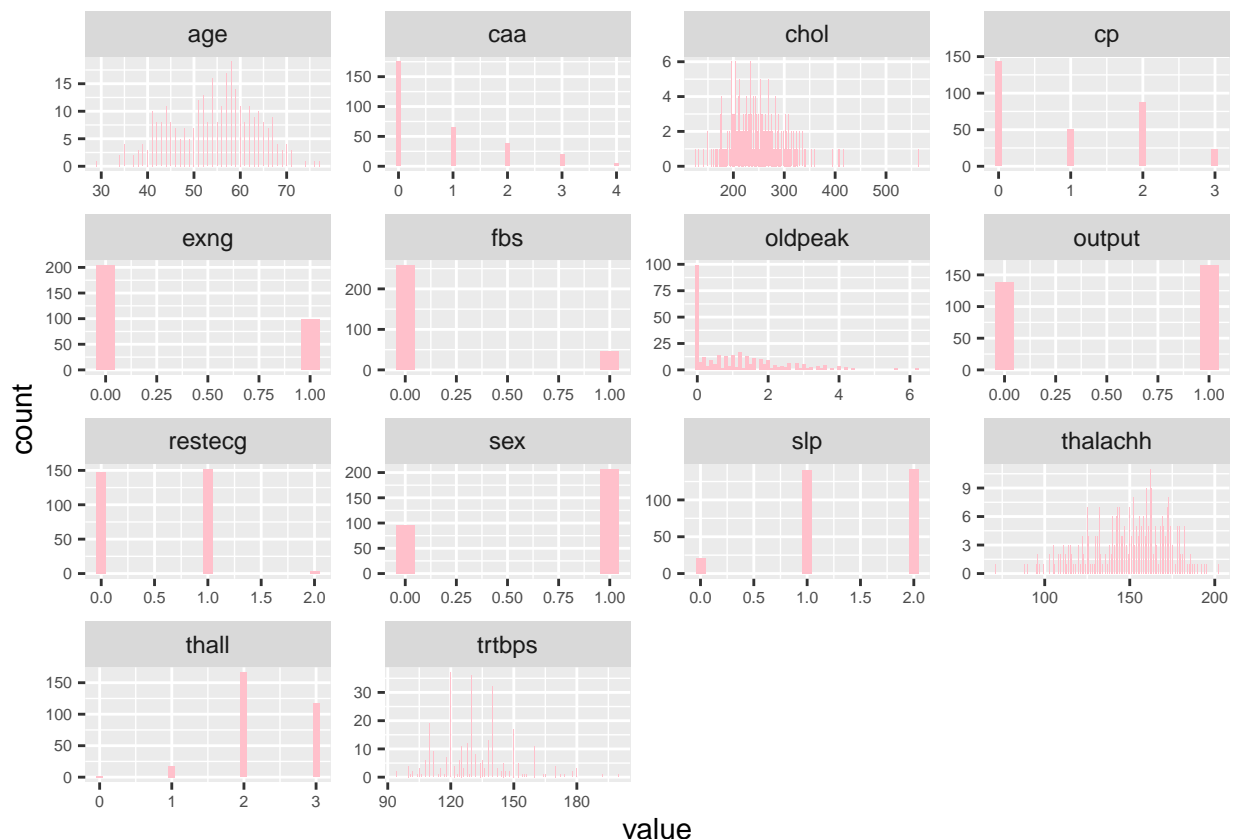 age caa chol cp
15
10
5
0
30 40 50 60 70
150
100
50
0
0 1 2 3 4
6
4
2
0
200 300 400 500
150
100
50
0
0 1 2 3
exng fbs oldpeak output
200
150
100
50
0
0.00 0.25 0.50 0.75 1.00
200
100
0
0.00 0.25 0.50 0.75 1.00
100
75
50
25
0
0 2 4 6
150
100
50
0
0.00 0.25 0.50 0.75 1.00
count
restecg sex slp thalachh
150
100
50
0
0.0 0.5 1.0 1.5 2.0
200
150
100
50
0
0.00 0.25 0.50 0.75 1.00
100
50
0
0.0 0.5 1.0 1.5 2.0
9
6
3
0
100 150 200
thall trtbps
150
100
50
0
0 1 2 3
30
20
10
0
90 120 150 180
value